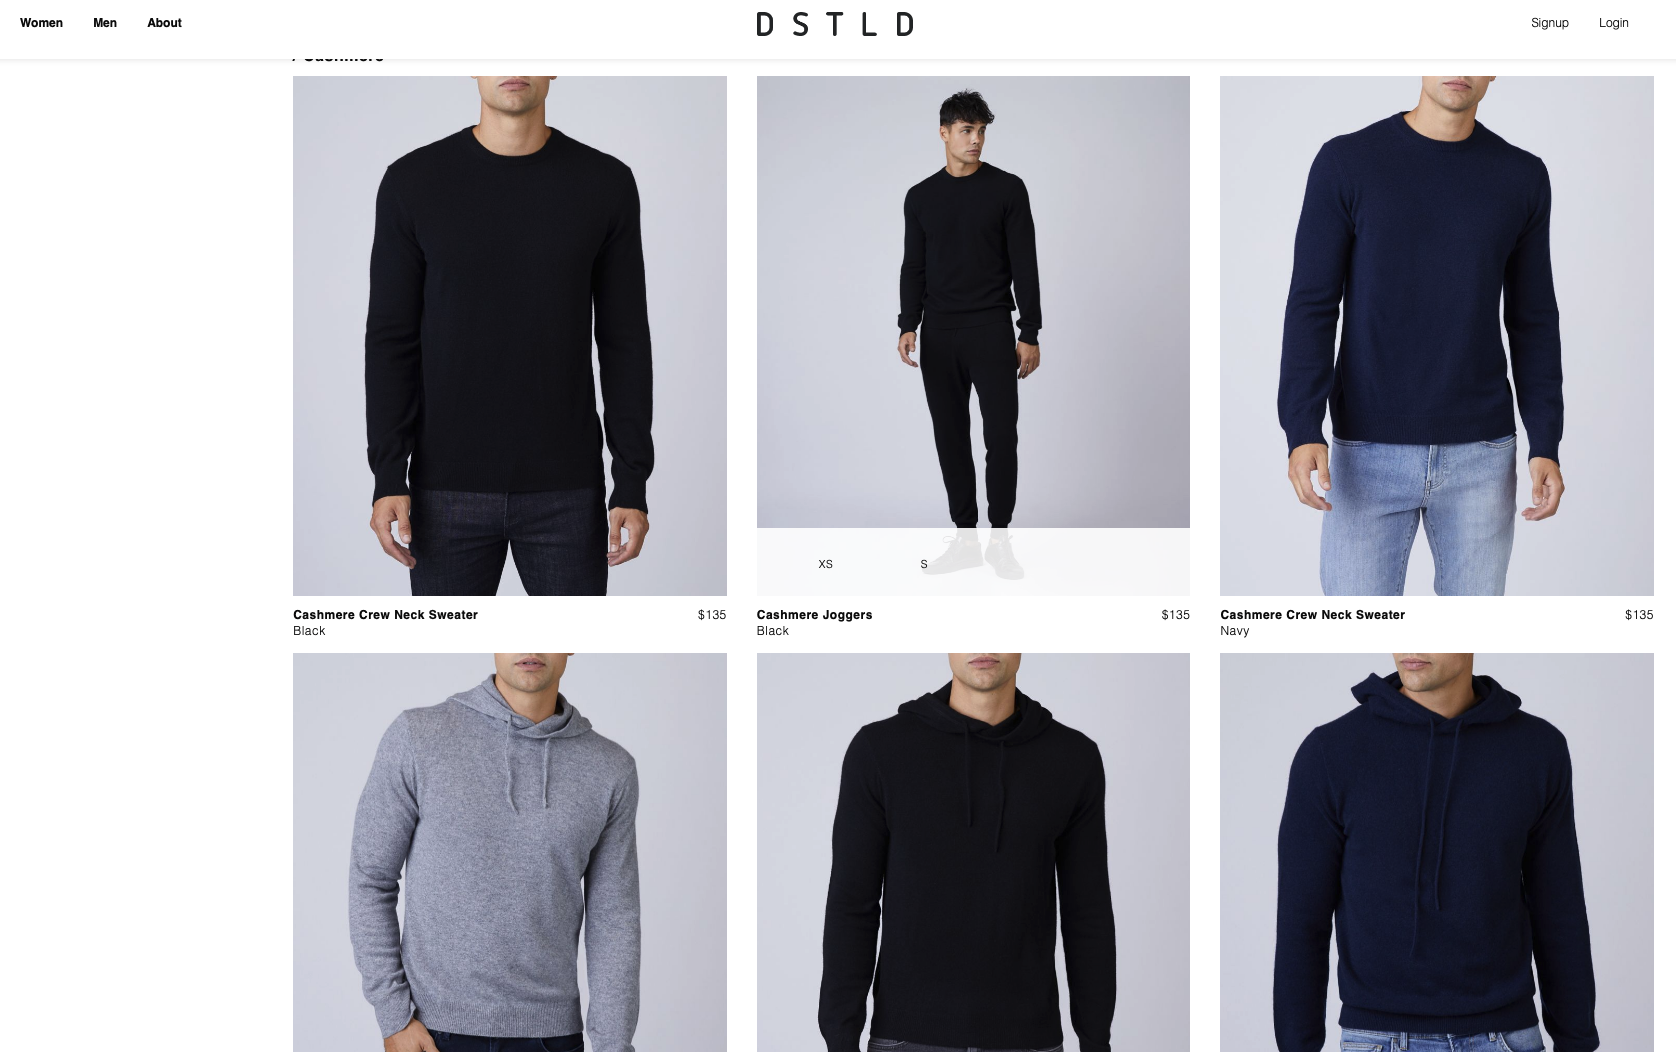 Women Men About DSTLD Signup Login
/ Cashmere
XS S
Cashmere Crew Neck Sweater $135 Cashmere Joggers $135 Cashmere Crew Neck Sweater $135
Black Black Navy